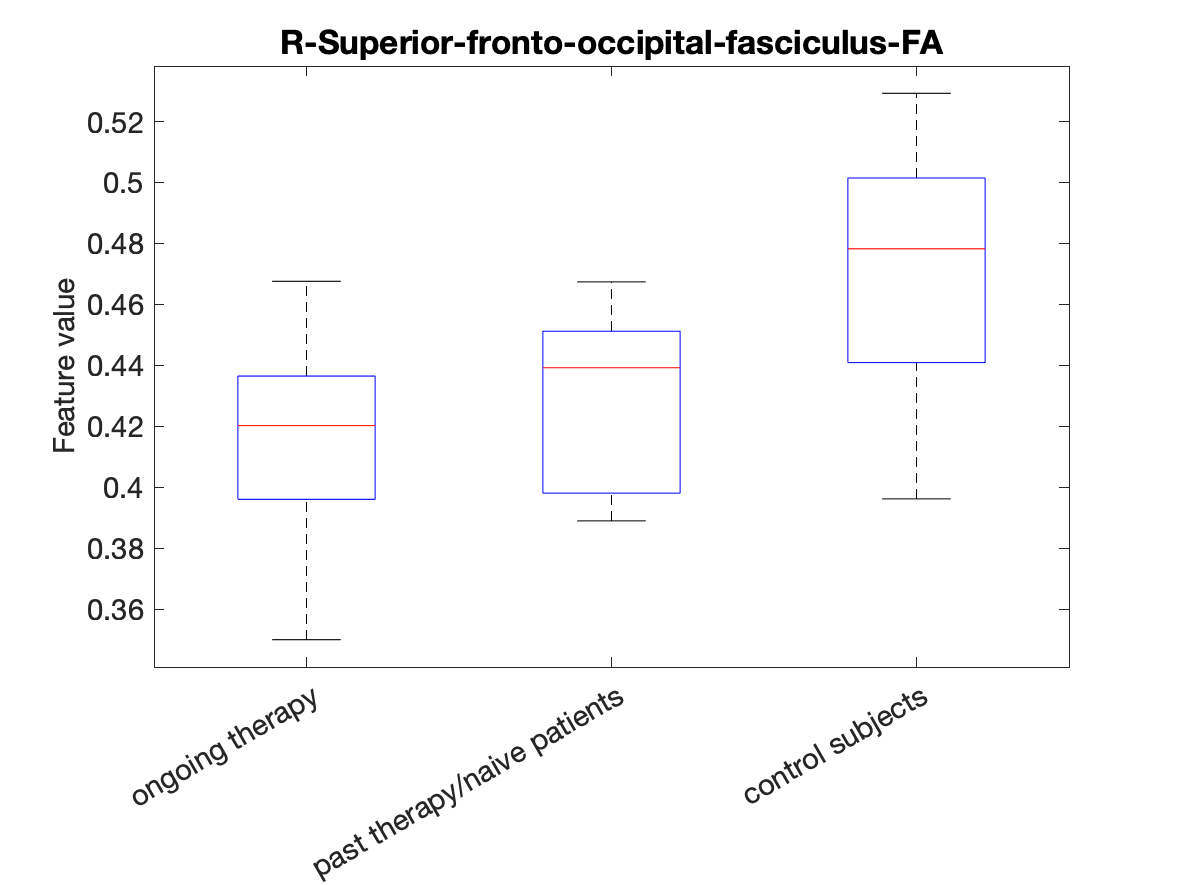 R-Superior-fronto-occipital-fasciculus-FA
0.52
0.5
0.48
0.46
0.44
0.42
0.4
0.38
0.36
Feature value
ongoing therapy
past therapy/naive patients
control subjects